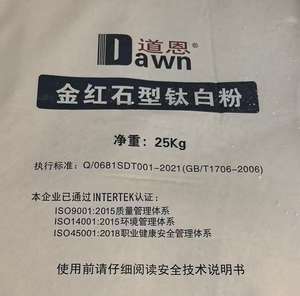 道恩®
Dawn
金红石型钛白粉
净重：25Kg
执行标准：Q/0681SDT001-2021(GB/T1706-2006)
本企业已通过INTERTEK认证：
ISO9001:2015质量管理体系
ISO14001:2015环境管理体系
ISO45001:2018职业健康安全管理体系
使用前请仔细阅读安全技术说明书